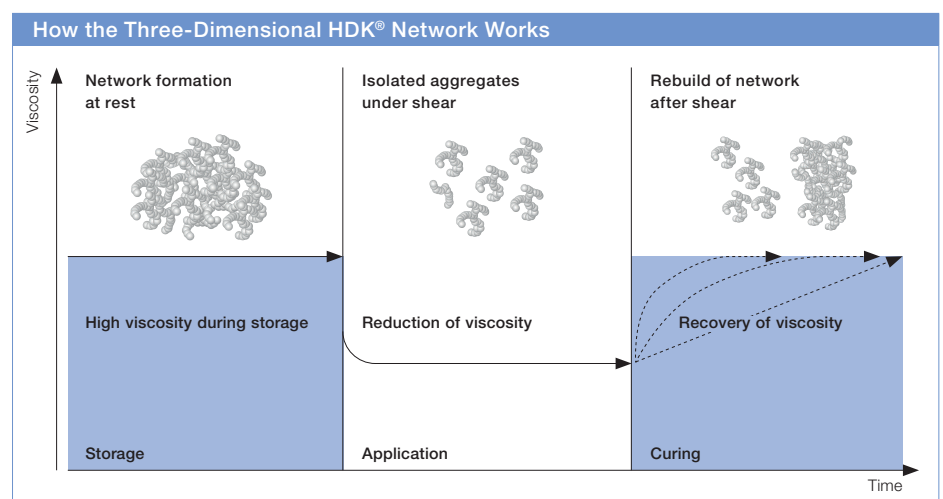 How the Three-Dimensional HDK® Network Works
Viscosity
Network formation
at rest
Isolated aggregates
under shear
Rebuild of network
after shear
High viscosity during storage
Reduction of viscosity
Recovery of viscosity
Storage
Application
Curing
Time